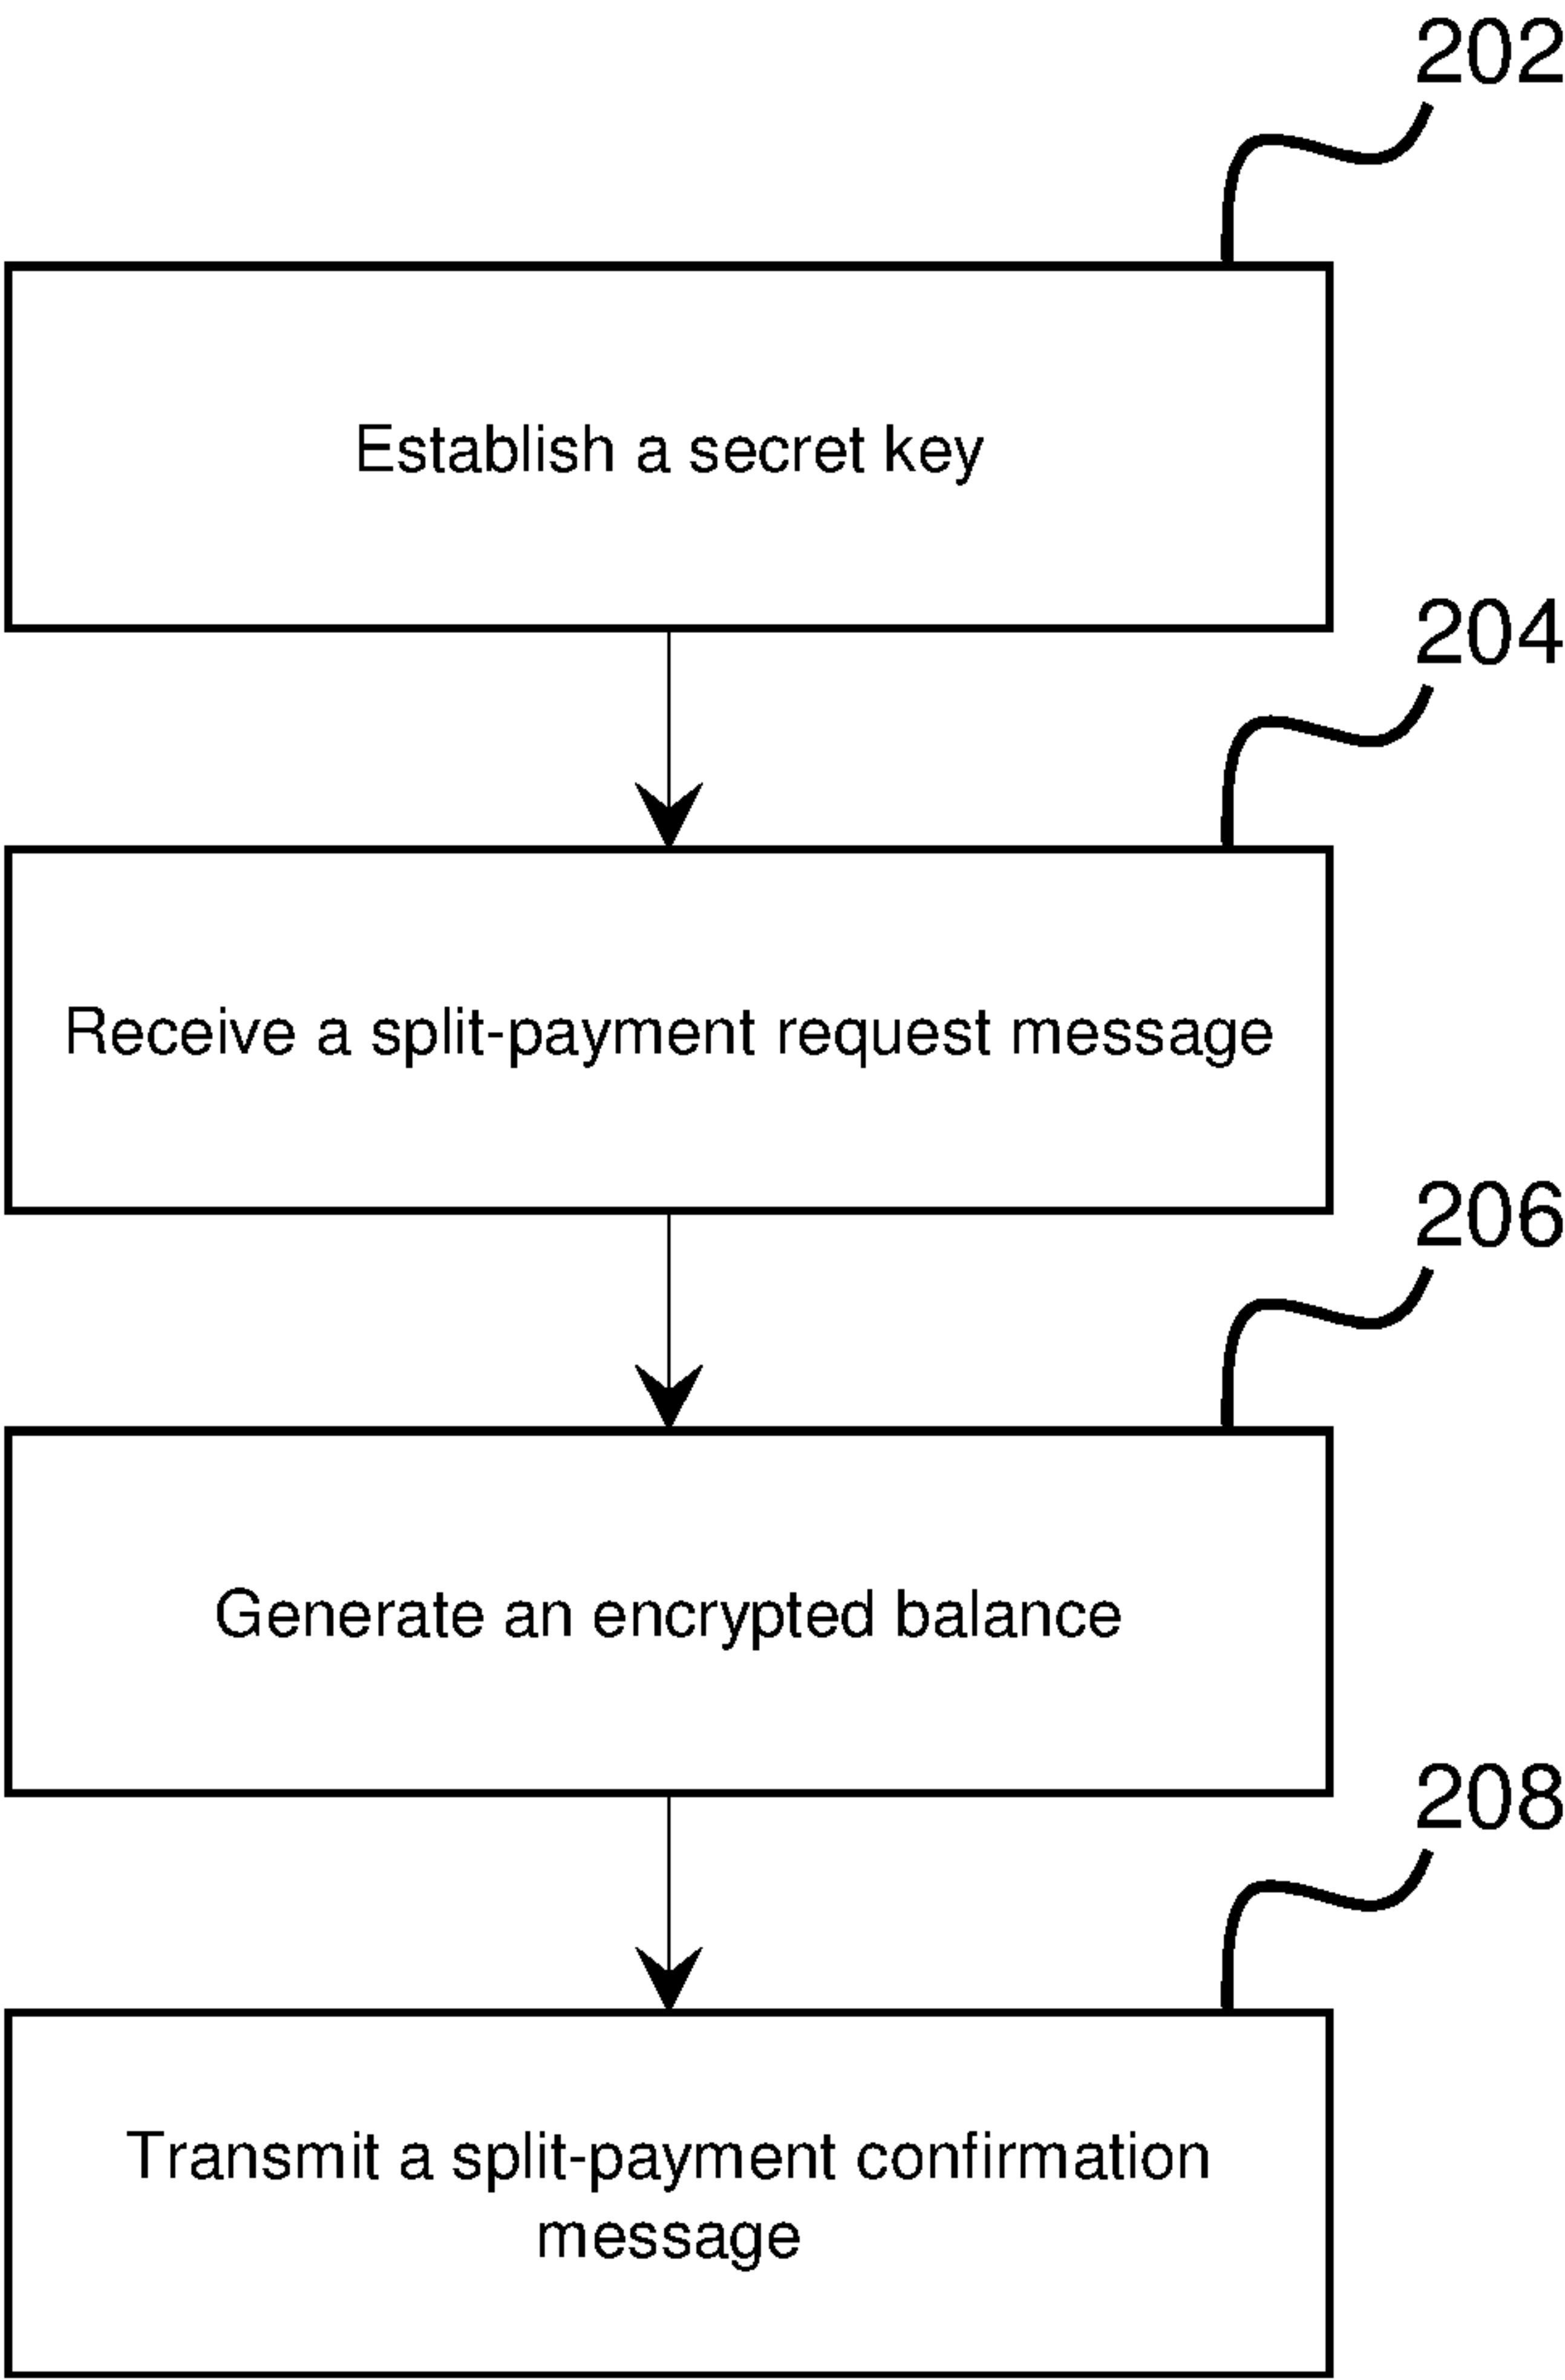 202
Establish a secret key
204
Receive a split-payment request message
206
Generate an encrypted balance
208
Transmit a split-payment confirmation
message